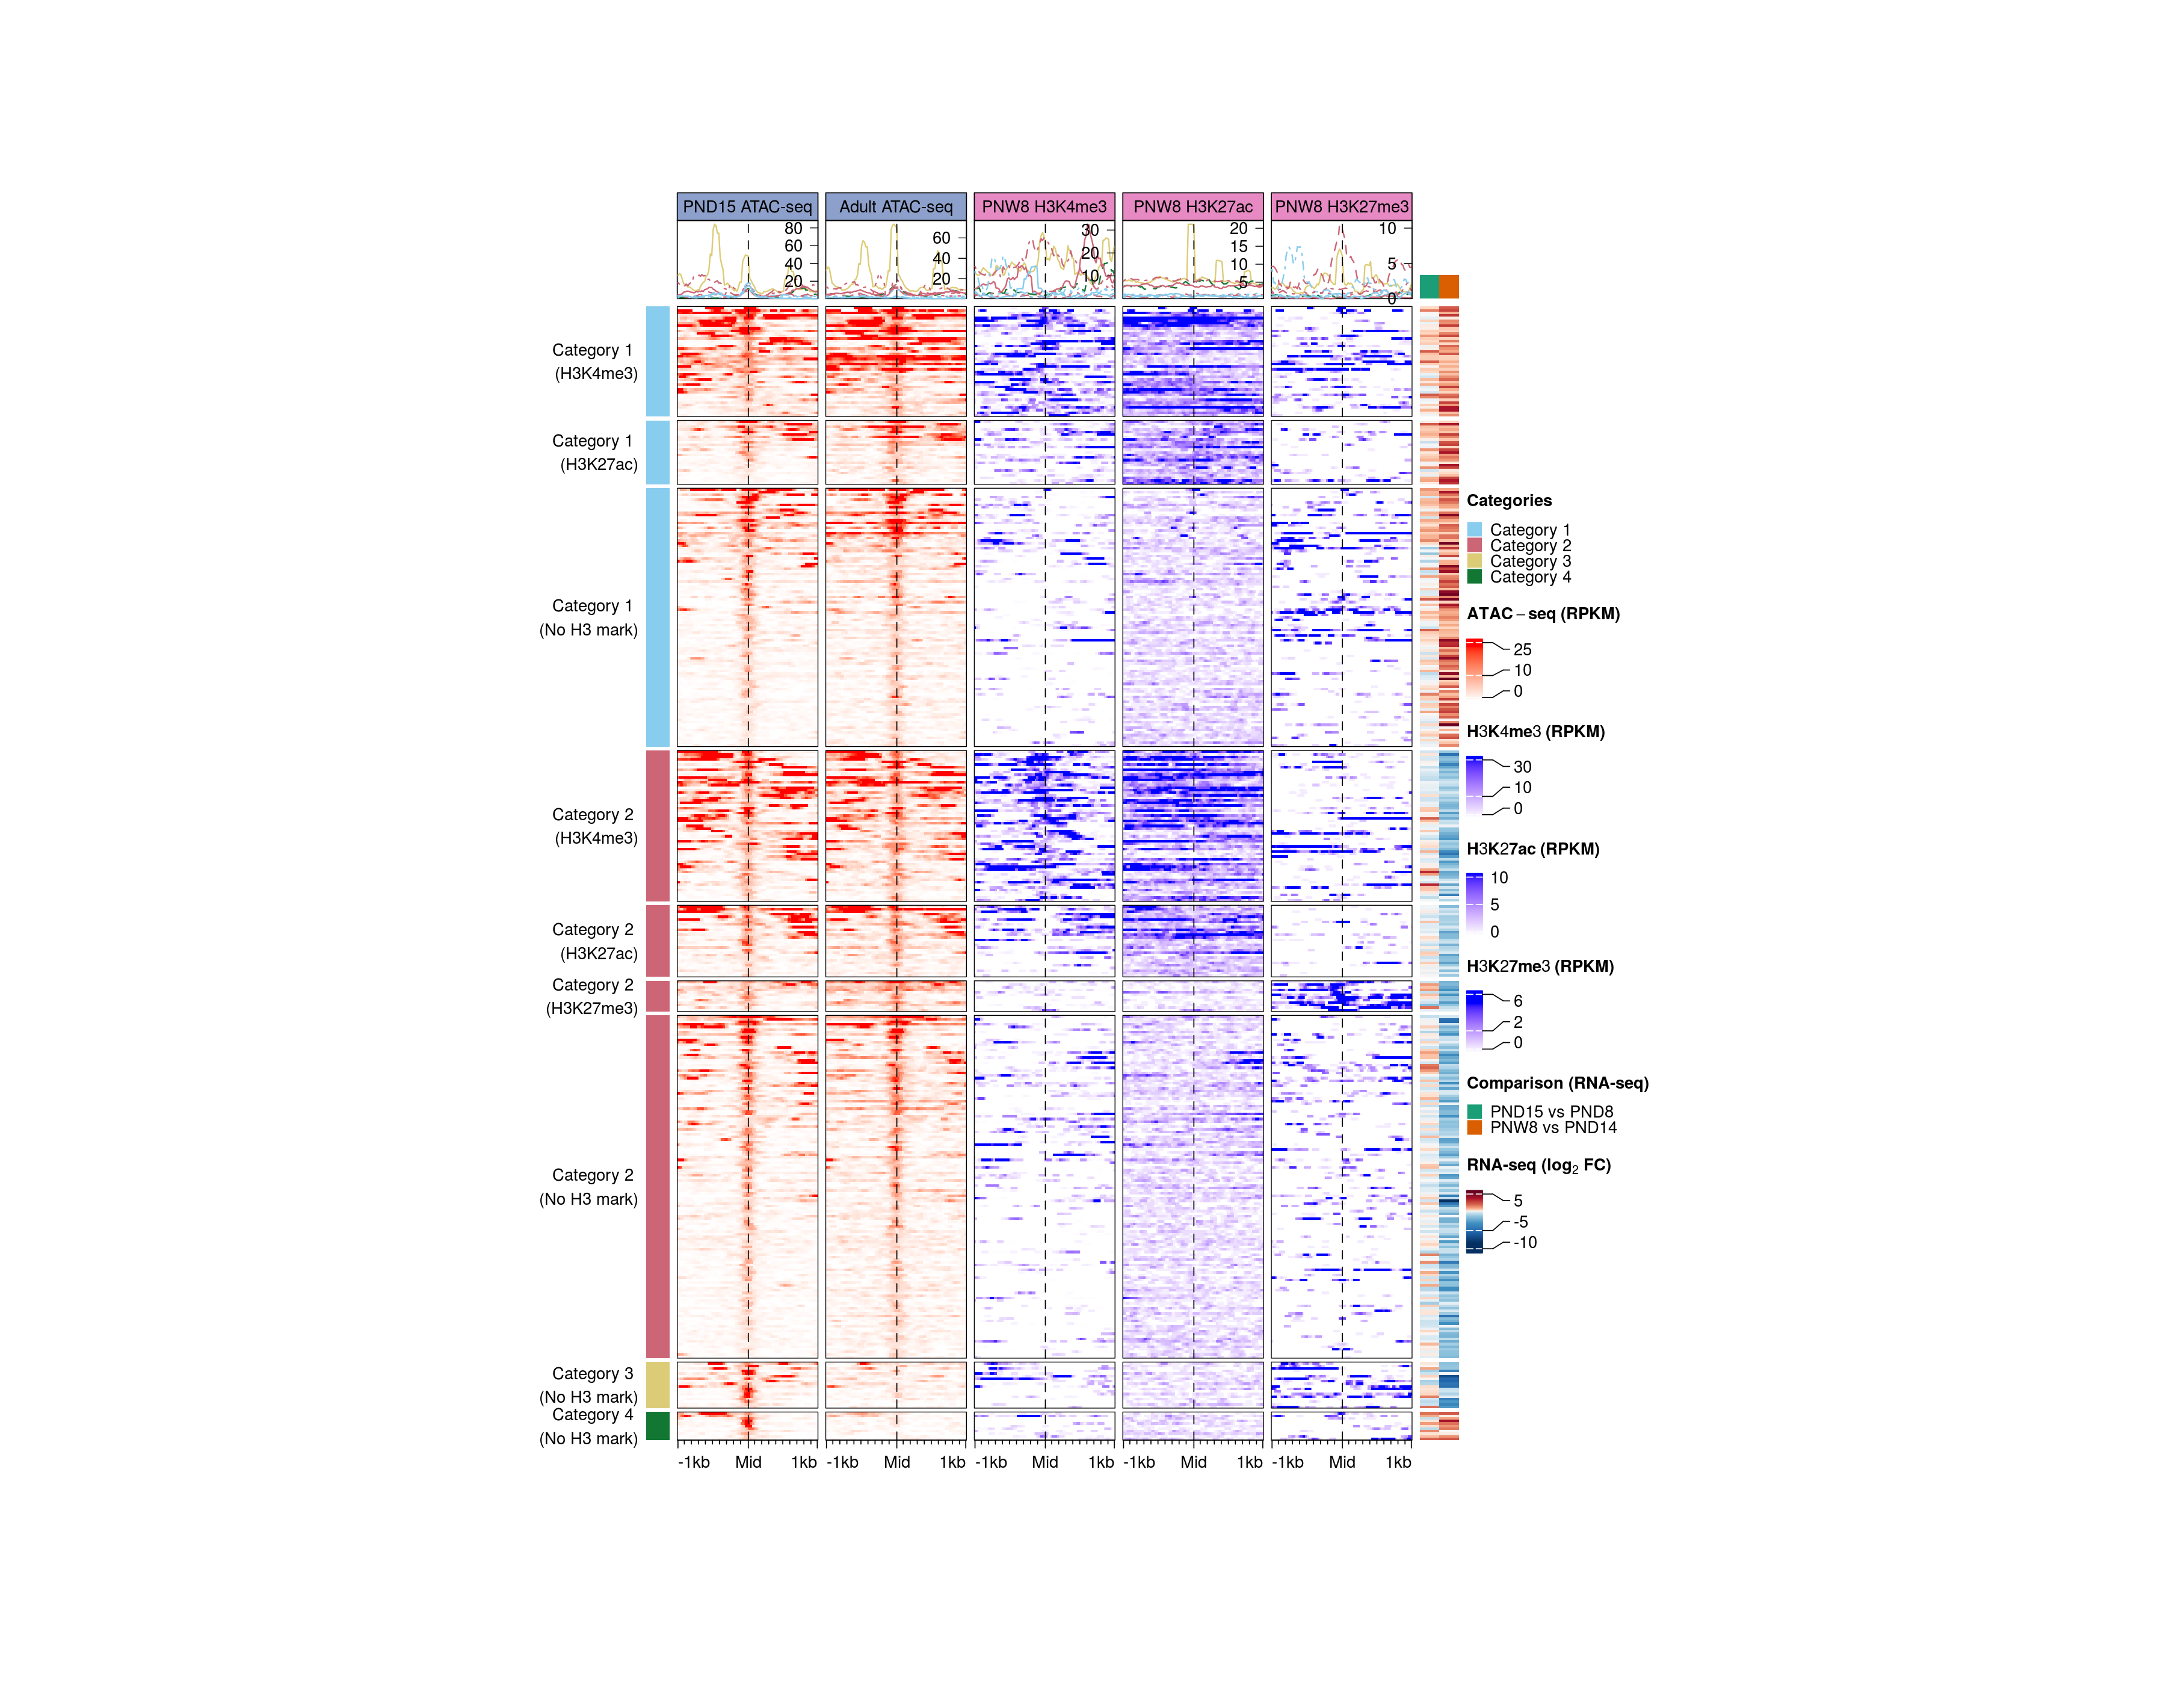 PND15 ATAC-seq
Adult ATAC-seq
PNW8 H3K4me3
PNW8 H3K27ac
PNW8 H3K27me3
80
60
40
20
60
40
20
30
20
10
20
15
10
5
10
5
0
Category 1
(H3K4me3)
Category 1
(H3K27ac)
Category 1
(No H3 mark)
Category 2
(H3K4me3)
Category 2
(H3K27ac)
Category 2
(H3K27me3)
Category 2
(No H3 mark)
Category 3
(No H3 mark)
Category 4
(No H3 mark)
-1kb Mid 1kb
-1kb Mid 1kb
-1kb Mid 1kb
-1kb Mid 1kb
-1kb Mid 1kb
Categories
Category 1
Category 2
Category 3
Category 4
ATAC−seq (RPKM)
25
10
0
H3K4me3 (RPKM)
30
10
0
H3K27ac (RPKM)
10
5
0
H3K27me3 (RPKM)
6
2
0
Comparison (RNA-seq)
PND15 vs PND8
PNW8 vs PND14
RNA-seq (log₂ FC)
5
-5
-10